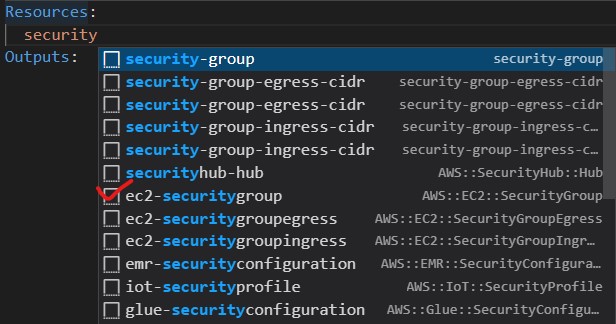 Resources:
security
Outputs:
security-group security-group
security-group-egress-cidr security-group-egress-cidr
security-group-egress-cidr security-group-egress-cidr
security-group-ingress-cidr security-group-ingress-c...
security-group-ingress-cidr security-group-ingress-c...
securityhub-hub AWS::SecurityHub::Hub
ec2-securitygroup AWS::EC2::SecurityGroup
ec2-securitygroupegress AWS::EC2::SecurityGroupEgress
ec2-securitygroupingress AWS::EC2::SecurityGroupIngr...
emr-securityconfiguration AWS::EMR::SecurityConfigura...
iot-securityprofile AWS::IoT::SecurityProfile
glue-securityconfiguration AWS::Glue::SecurityConfigu...